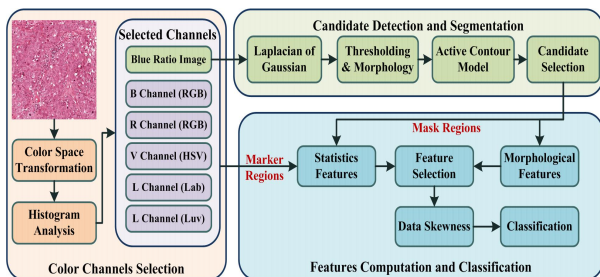 Selected Channels
Blue Ratio Image
B Channel (RGB)
R Channel (RGB)
V Channel (HSV)
L Channel (Lab)
L Channel (Luv)
Color Space
Transformation
Histogram
Analysis
Color Channels Selection
Candidate Detection and Segmentation
Laplacian of
Gaussian
Thresholding
& Morphology
Active Contour
Model
Candidate
Selection
Mask Regions
Marker
Regions
Statistics
Features
Feature
Selection
Morphological
Features
Data Skewness
Classification
Features Computation and Classification